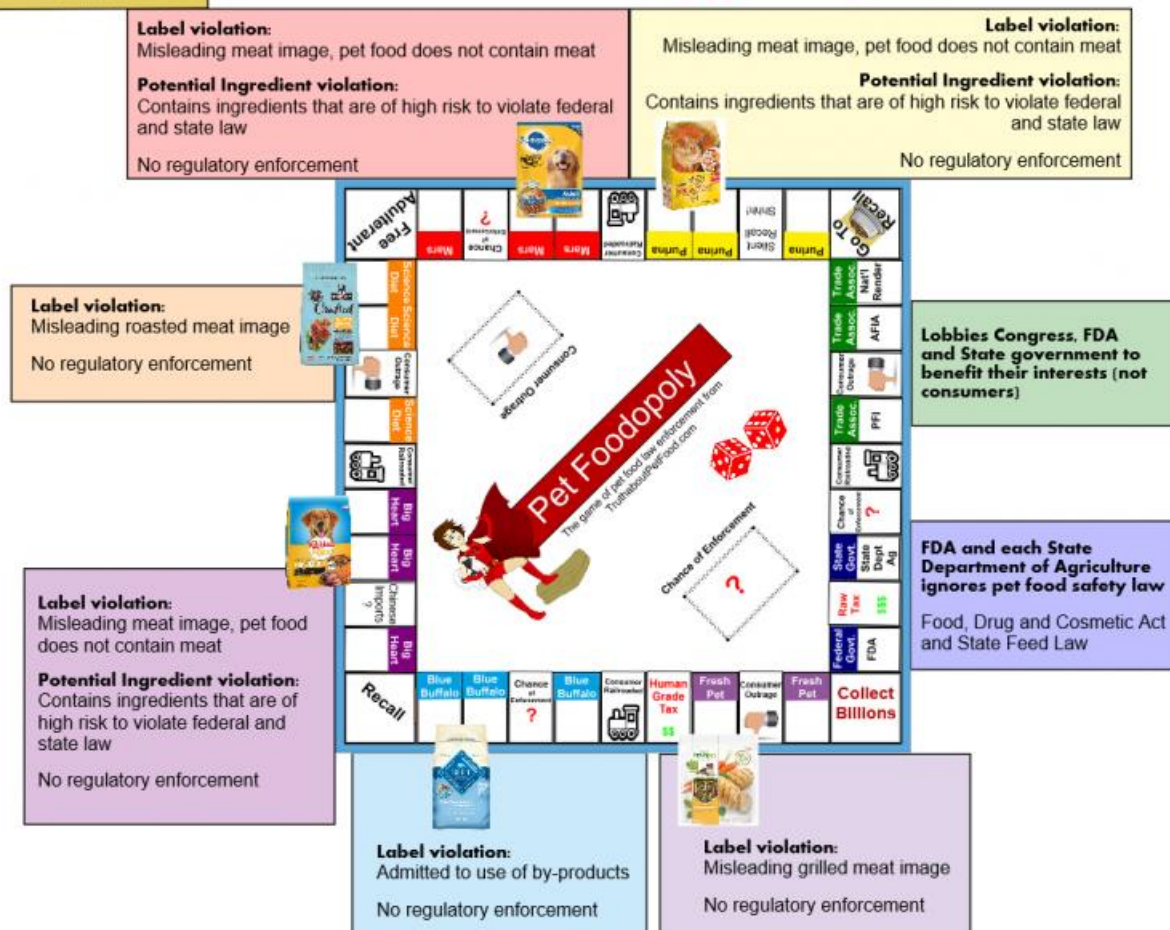 Label violation:
Misleading meat image, pet food does not contain meat
Potential Ingredient violation:
Contains ingredients that are of high risk to violate federal
and state law
No regulatory enforcement
Label violation:
Misleading meat image, pet food does not contain meat
Potential Ingredient violation:
Contains ingredients that are of high risk to violate federal
and state law
No regulatory enforcement
Free
Adulterant
Mars
Chance
of
Enforcement
?
Mars
Mars
Consumer
Railroaded
Purina
Purina
Silent
Recall
Shhh!
Purina
Go To
Recall
Label violation:
Misleading roasted meat image
No regulatory enforcement
Science
Diet
Science
Diet
Consumer
Outrage
Science
Diet
Consumer
Railroaded
Big
Heart
Big
Heart
Chinese
Imports
?
Big
Heart
Crafted
Consumer Outrage
Pet Foodopoly
The game of pet food law enforcement from
TruthaboutPetFood.com
Chance of Enforcement
?
Trade
Assoc.
Nat'l
Render
Trade
Assoc.
AFIA
Consumer
Outrage
Trade
Assoc.
PFI
Consumer
Railroaded
Chance
of
Enforcement
?
State
Govt.
State
Dept
Ag
Raw
Tax
$$$
Federal
Govt.
FDA
Lobbies Congress, FDA
and State government to
benefit their interests (not
consumers)
FDA and each State
Department of Agriculture
ignores pet food safety law
Food, Drug and Cosmetic Act
and State Feed Law
Label violation:
Misleading meat image, pet food
does not contain meat
Potential Ingredient violation:
Contains ingredients that are of
high risk to violate federal and
state law
No regulatory enforcement
Recall
Blue
Buffalo
Blue
Buffalo
Chance
of
Enforcement
?
Blue
Buffalo
Consumer
Railroaded
Human
Grade
Tax
$$
Fresh
Pet
Consumer
Outrage
Fresh
Pet
Collect
Billions
BLUE
Label violation:
Admitted to use of by-products
No regulatory enforcement
Label violation:
Misleading grilled meat image
No regulatory enforcement